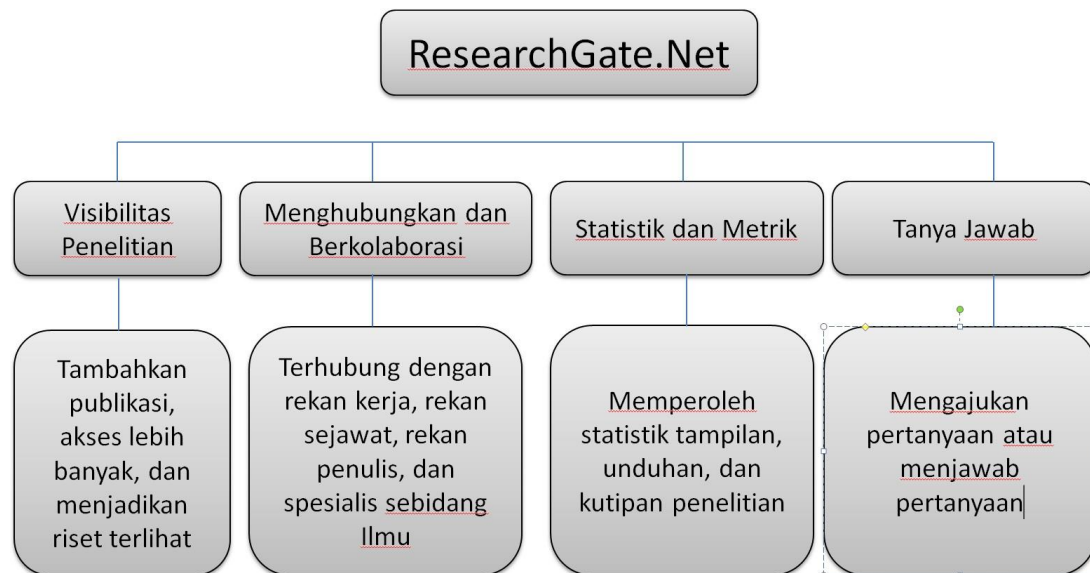 ResearchGate.Net
Visibilitas
Penelitian
Menghubungkan dan
Berkolaborasi
Statistik dan Metrik
Tanya Jawab
Tambahkan
publikasi,
akses lebih
banyak, dan
menjadikan
riset terlihat
Terhubung dengan
rekan kerja, rekan
sejawat, rekan
penulis, dan
spesialis sebidang
Ilmu
Memperoleh
statistik tampilan,
unduhan, dan
kutipan penelitian
Mengajukan
pertanyaan atau
menjawab
pertanyaan